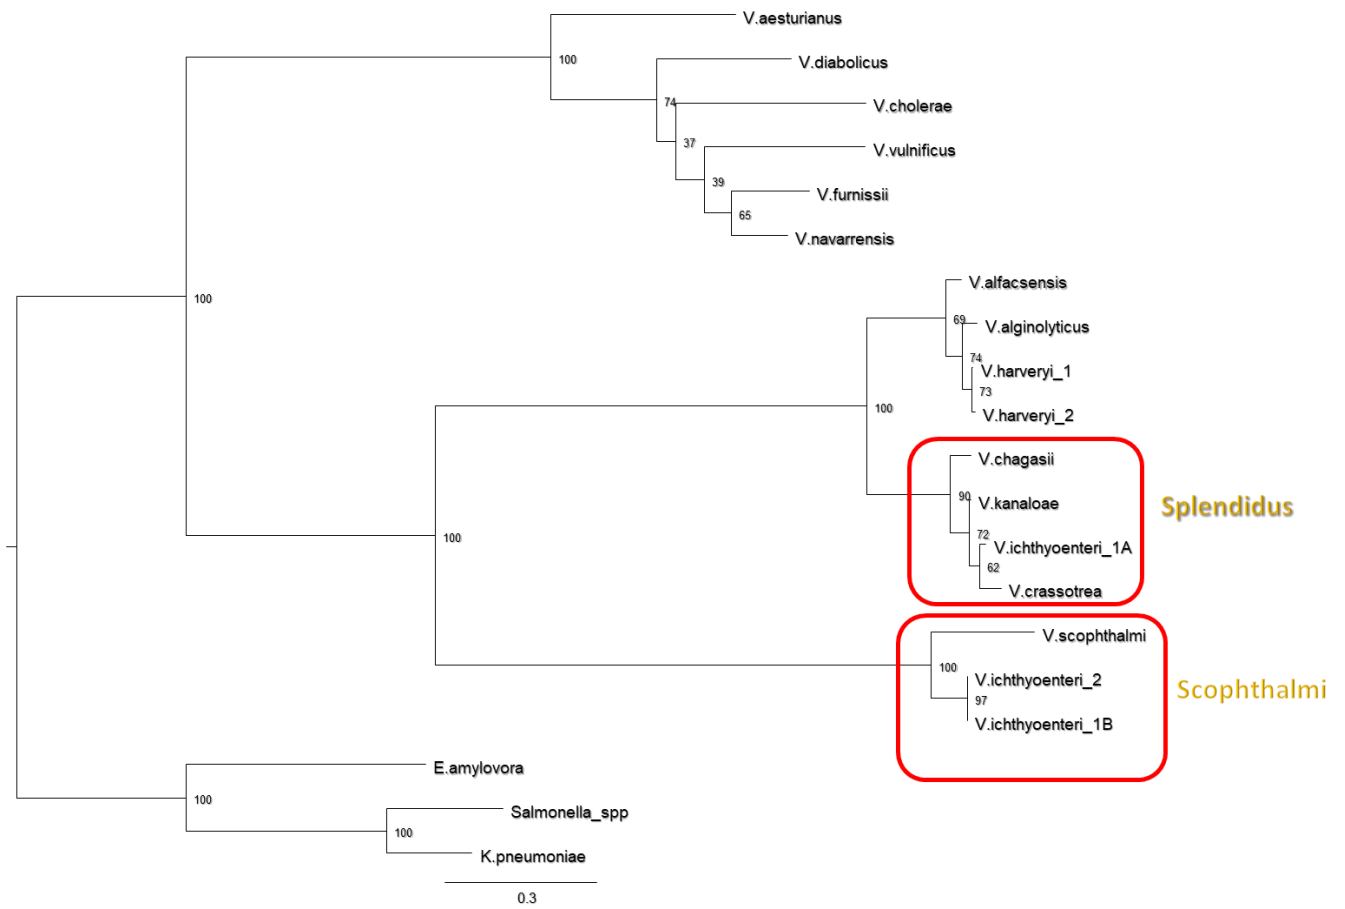 V.aesturianus
100
V.diabolicus
74
V.cholerae
37
V.vulnificus
39
V.furnissii
65
V.navarrensis
100
V.alfacsensis
69
V.alginolyticus
74
V.harveryi_1
73
V.harveryi_2
100
V.chagasii
90
V.kanaloae
Splendidus
72
V.ichthyoenteri_1A
62
V.crassotrea
100
V.scophthalmi
100
V.ichthyoenteri_2
Scophthalmi
97
V.ichthyoenteri_1B
E.amylovora
100
Salmonella_spp
100
K.pneumoniae
0.3